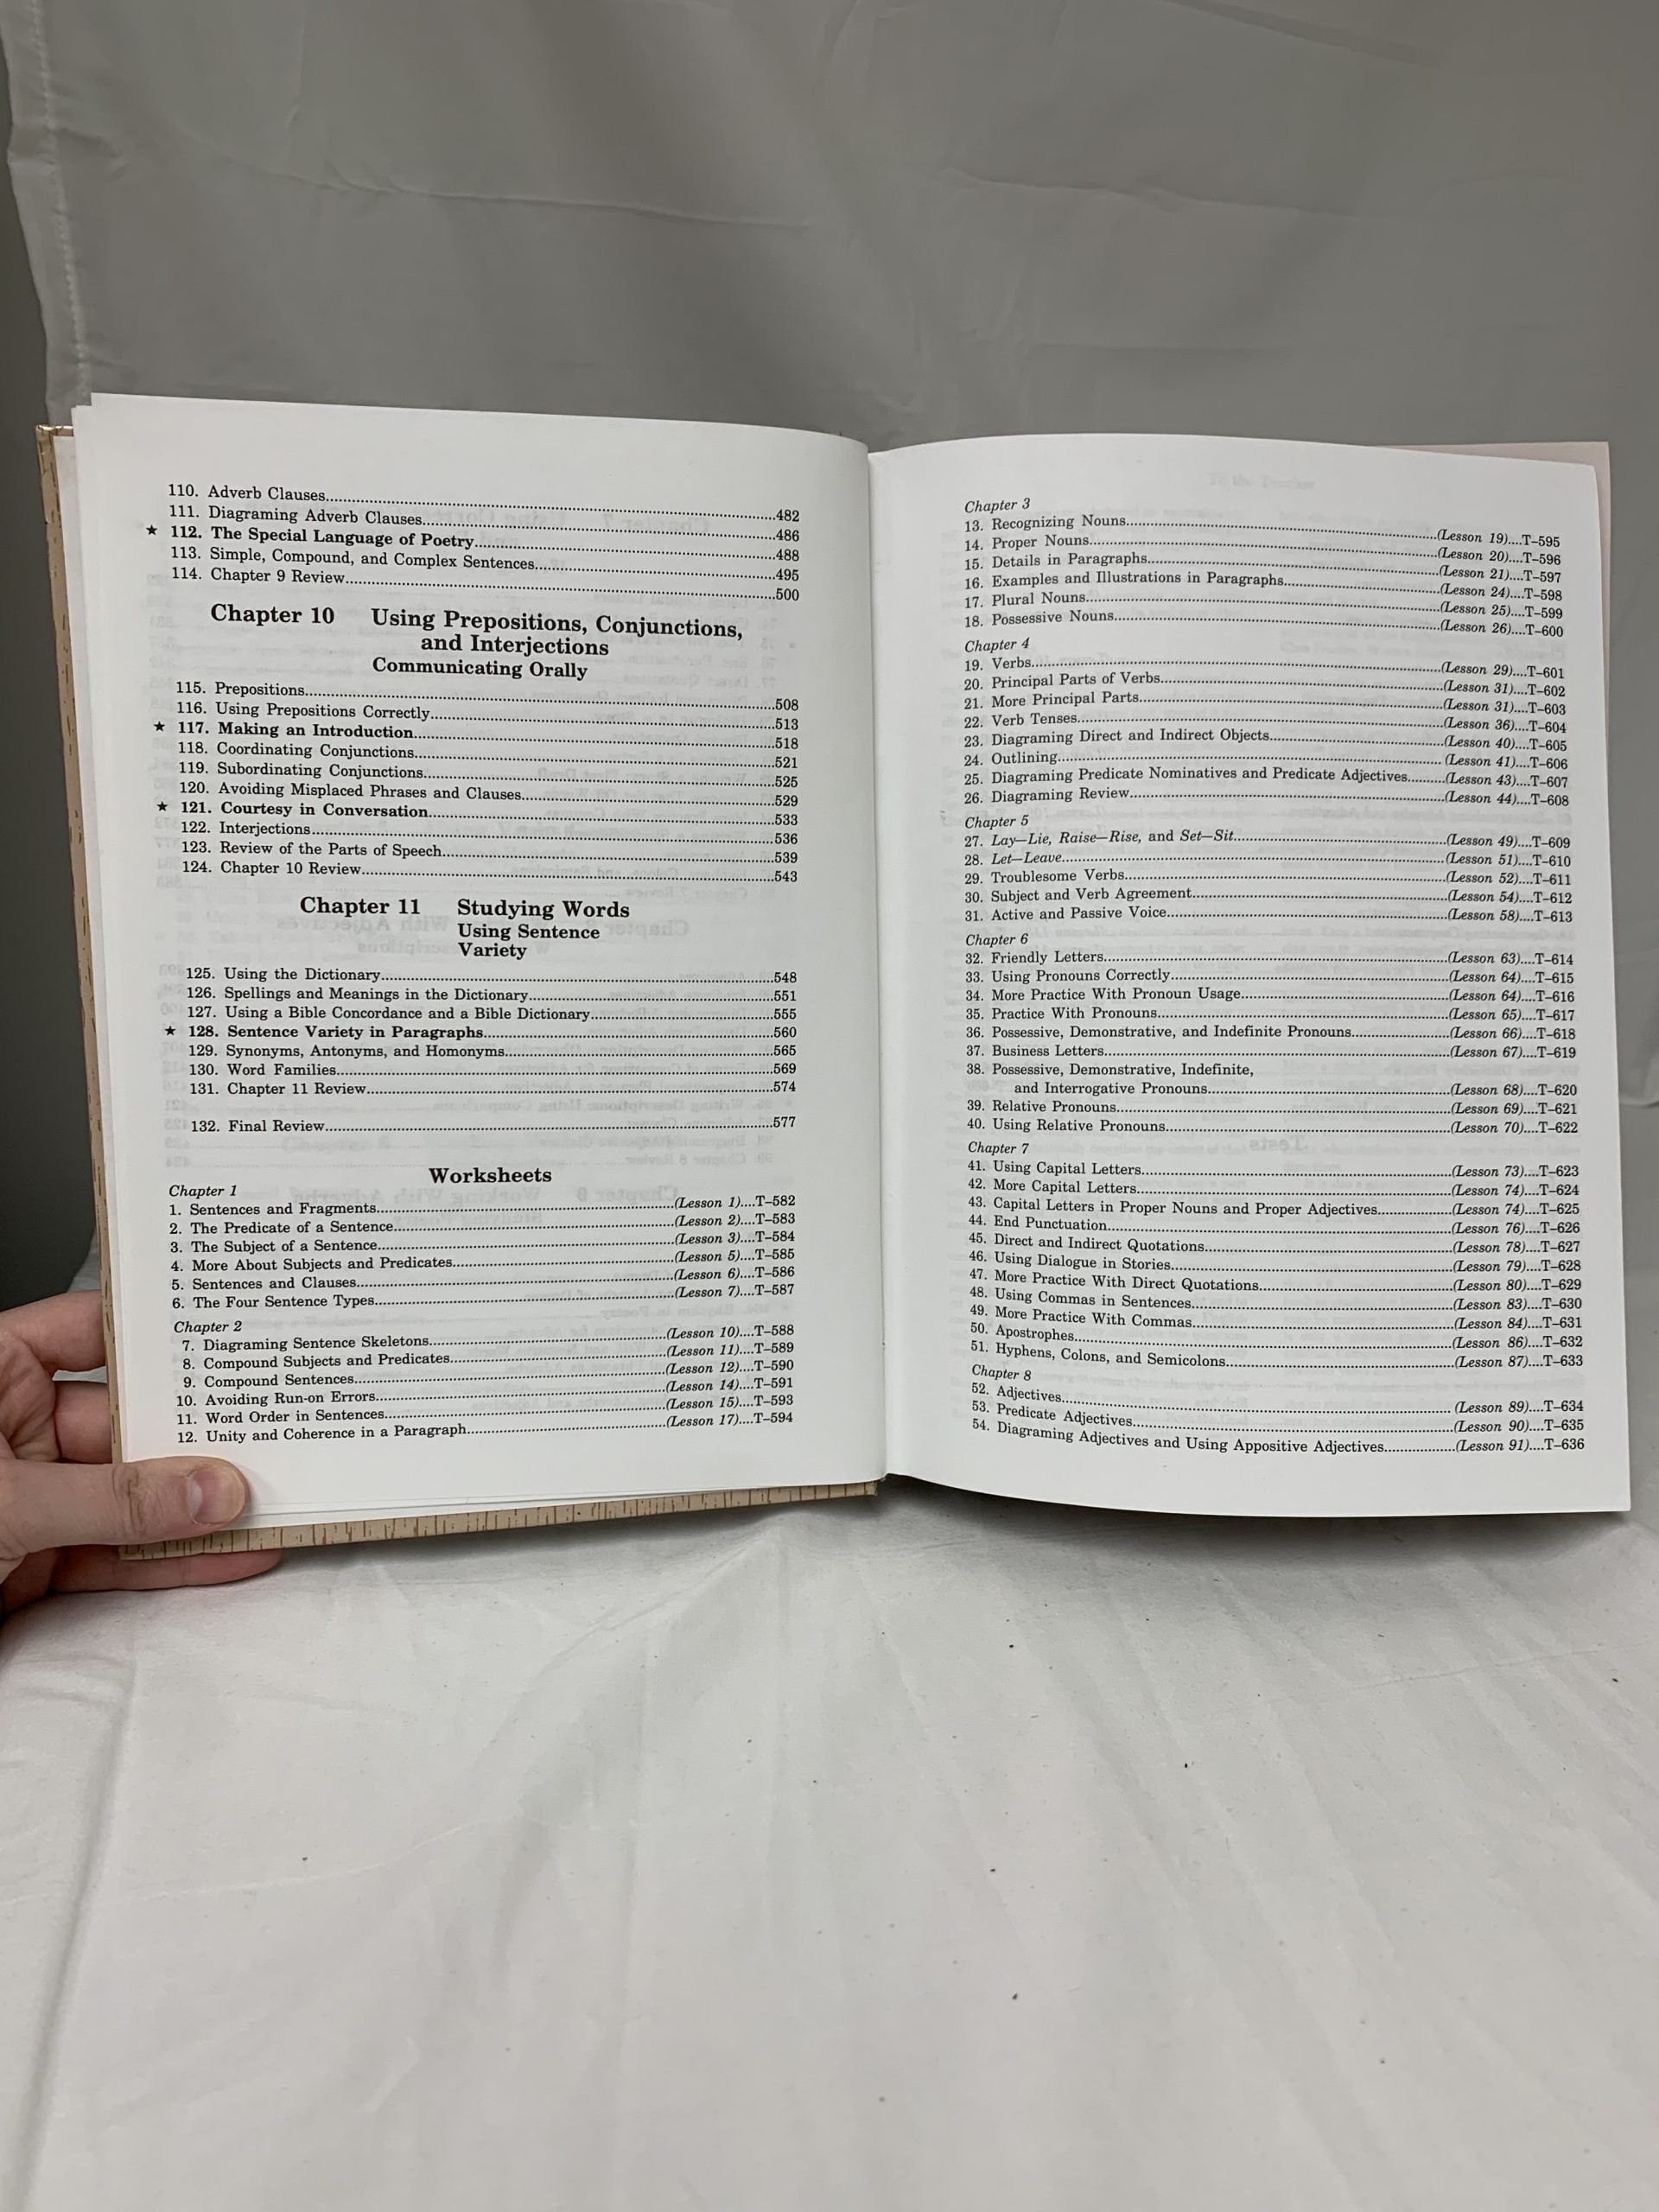 110. Adverb Clauses....................482
111. Diagraming Adverb Clauses....................486
★ 112. The Special Language of Poetry....................488
113. Simple, Compound, and Complex Sentences....................495
114. Chapter 9 Review....................500
Chapter 10 Using Prepositions, Conjunctions,
and Interjections
Communicating Orally
115. Prepositions....................508
116. Using Prepositions Correctly....................513
★ 117. Making an Introduction....................518
118. Coordinating Conjunctions....................521
119. Subordinating Conjunctions....................525
120. Avoiding Misplaced Phrases and Clauses....................529
★ 121. Courtesy in Conversation....................533
122. Interjections....................536
123. Review of the Parts of Speech....................539
124. Chapter 10 Review....................543
Chapter 11 Studying Words
Using Sentence
Variety
125. Using the Dictionary....................548
126. Spellings and Meanings in the Dictionary....................551
127. Using a Bible Concordance and a Bible Dictionary....................555
★ 128. Sentence Variety in Paragraphs....................560
129. Synonyms, Antonyms, and Homonyms....................565
130. Word Families....................569
131. Chapter 11 Review....................574
132. Final Review....................577
Worksheets
Chapter 1
1. Sentences and Fragments....................(Lesson 1)....T–582
2. The Predicate of a Sentence....................(Lesson 2)....T–583
3. The Subject of a Sentence....................(Lesson 3)....T–584
4. More About Subjects and Predicates....................(Lesson 5)....T–585
5. Sentences and Clauses....................(Lesson 6)....T–586
6. The Four Sentence Types....................(Lesson 7)....T–587
Chapter 2
7. Diagraming Sentence Skeletons....................(Lesson 10)....T–588
8. Compound Subjects and Predicates....................(Lesson 11)....T–589
9. Compound Sentences....................(Lesson 12)....T–590
10. Avoiding Run-on Errors....................(Lesson 14)....T–591
11. Word Order in Sentences....................(Lesson 15)....T–593
12. Unity and Coherence in a Paragraph....................(Lesson 17)....T–594
Chapter 3
13. Recognizing Nouns....................(Lesson 19)....T–595
14. Proper Nouns....................(Lesson 20)....T–596
15. Details in Paragraphs....................(Lesson 21)....T–597
16. Examples and Illustrations in Paragraphs....................(Lesson 24)....T–598
17. Plural Nouns....................(Lesson 25)....T–599
18. Possessive Nouns....................(Lesson 26)....T–600
Chapter 4
19. Verbs....................(Lesson 29)....T–601
20. Principal Parts of Verbs....................(Lesson 31)....T–602
21. More Principal Parts....................(Lesson 31)....T–603
22. Verb Tenses....................(Lesson 36)....T–604
23. Diagraming Direct and Indirect Objects....................(Lesson 40)....T–605
24. Outlining....................(Lesson 41)....T–606
25. Diagraming Predicate Nominatives and Predicate Adjectives........(Lesson 43)....T–607
26. Diagraming Review....................(Lesson 44)....T–608
Chapter 5
27. Lay—Lie, Raise—Rise, and Set—Sit....................(Lesson 49)....T–609
28. Let—Leave....................(Lesson 51)....T–610
29. Troublesome Verbs....................(Lesson 52)....T–611
30. Subject and Verb Agreement....................(Lesson 54)....T–612
31. Active and Passive Voice....................(Lesson 58)....T–613
Chapter 6
32. Friendly Letters....................(Lesson 63)....T–614
33. Using Pronouns Correctly....................(Lesson 64)....T–615
34. More Practice With Pronoun Usage....................(Lesson 64)....T–616
35. Practice With Pronouns....................(Lesson 65)....T–617
36. Possessive, Demonstrative, and Indefinite Pronouns....................(Lesson 66)....T–618
37. Business Letters....................(Lesson 67)....T–619
38. Possessive, Demonstrative, Indefinite,
and Interrogative Pronouns....................(Lesson 68)....T–620
39. Relative Pronouns....................(Lesson 69)....T–621
40. Using Relative Pronouns....................(Lesson 70)....T–622
Chapter 7
41. Using Capital Letters....................(Lesson 73)....T–623
42. More Capital Letters....................(Lesson 74)....T–624
43. Capital Letters in Proper Nouns and Proper Adjectives..............(Lesson 74)....T–625
44. End Punctuation....................(Lesson 76)....T–626
45. Direct and Indirect Quotations....................(Lesson 78)....T–627
46. Using Dialogue in Stories....................(Lesson 79)....T–628
47. More Practice With Direct Quotations....................(Lesson 80)....T–629
48. Using Commas in Sentences....................(Lesson 83)....T–630
49. More Practice With Commas....................(Lesson 84)....T–631
50. Apostrophes....................(Lesson 86)....T–632
51. Hyphens, Colons, and Semicolons....................(Lesson 87)....T–633
Chapter 8
52. Adjectives....................(Lesson 89)....T–634
53. Predicate Adjectives....................(Lesson 90)....T–635
54. Diagraming Adjectives and Using Appositive Adjectives..............(Lesson 91)....T–636